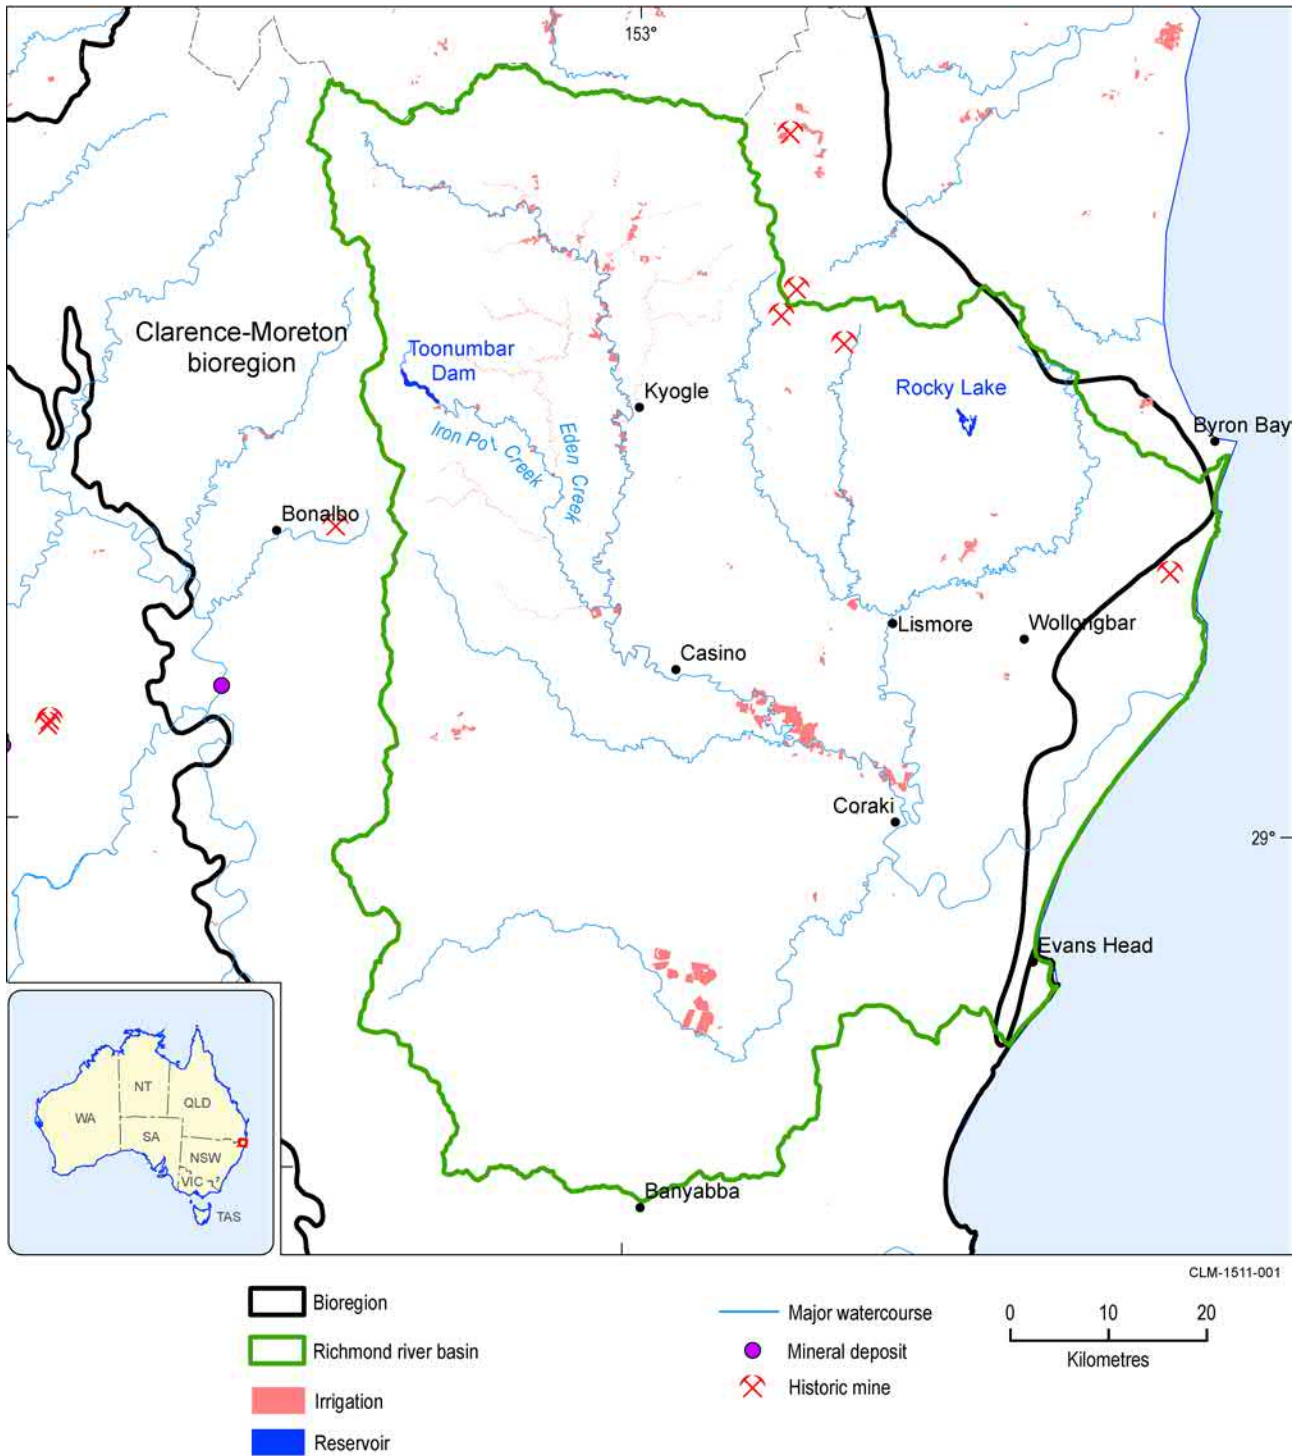 153°
Clarence-Moreton
bioregion
Toonumbar
Dam
Kyogle
Rocky Lake
Byron Bay
Iron Pot Creek
Eden Creek
Bonalbo
Lismore
Wollongbar
Casino
Coraki
29°
Evans Head
Banyabba
NT
QLD
WA
SA
NSW
VIC
TAS
CLM-1511-001
Bioregion
Richmond river basin
Irrigation
Reservoir
Major watercourse
Mineral deposit
Historic mine
0 10 20
Kilometres